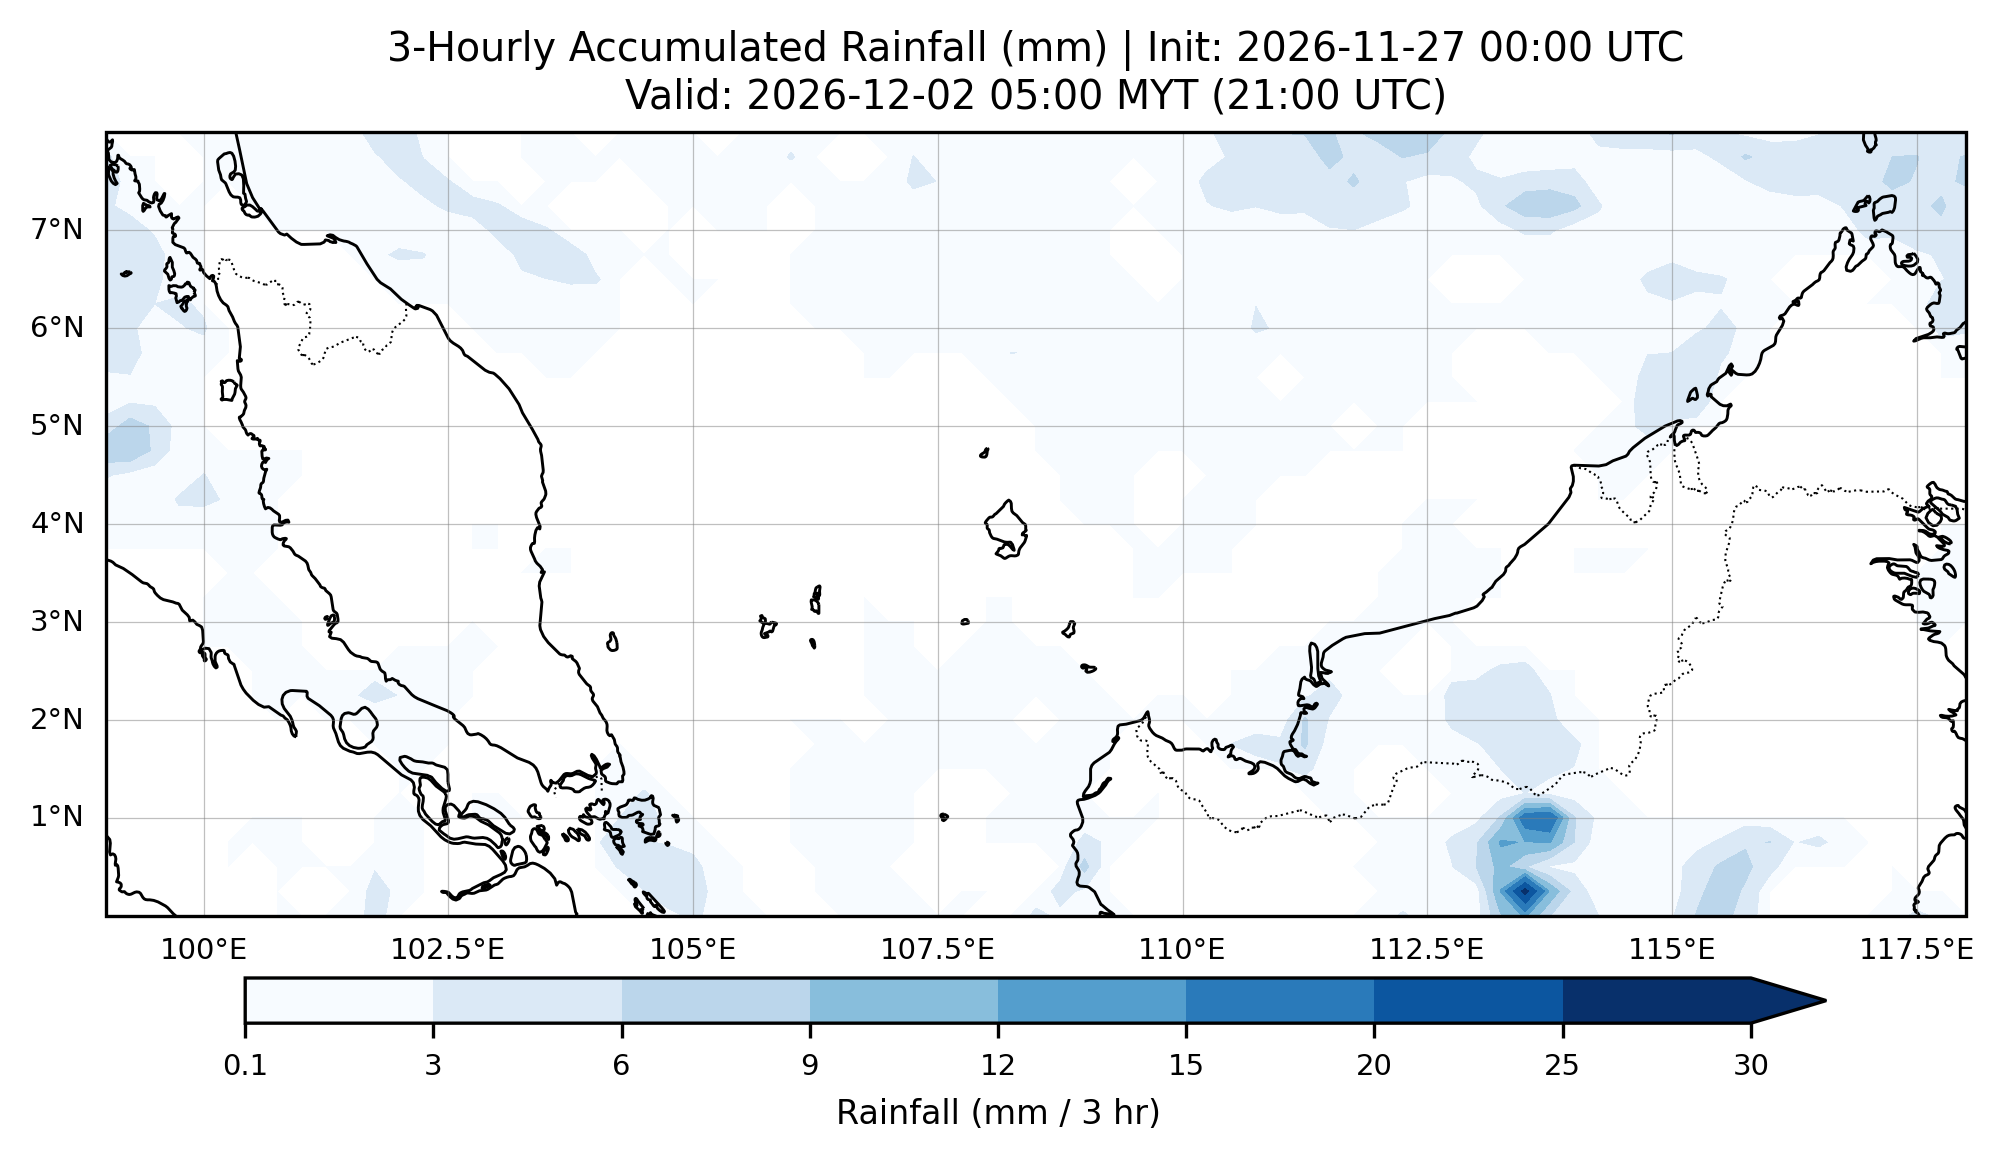 3-Hourly Accumulated Rainfall (mm) | Init: 2026-11-27 00:00 UTC
Valid: 2026-12-02 05:00 MYT (21:00 UTC)
7°N
6°N
5°N
4°N
3°N
2°N
1°N
100°E 102.5°E 105°E 107.5°E 110°E 112.5°E 115°E 117.5°E
0.1 3 6 9 12 15 20 25 30
Rainfall (mm / 3 hr)